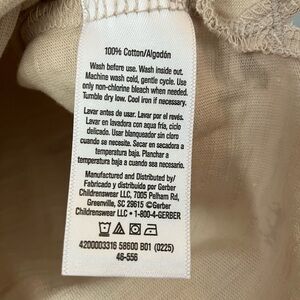 100% Cotton/Algodón
Wash before use. Wash inside out.
Machine wash cold, gentle cycle. Use
only non-chlorine bleach when needed.
Tumble dry low. Cool iron if necessary.
Lavar antes de usar. Lavar por el revés.
Lavar en lavadora con agua fría, ciclo
delicado. Usar blanqueador sin cloro
cuando se necesite. Secar en secadora a
temperatura baja. Planchar a
temperatura baja a cuando sea necesario.
Manufactured and Distributed by/
Fabricado y distribuida por Gerber
Childrenswear LLC, 7005 Pelham Rd,
Greenville, SC 29615 ©Gerber
Childrenswear LLC • 1-800-4-GERBER
4200003316 58600 B01 (0225)
46-556